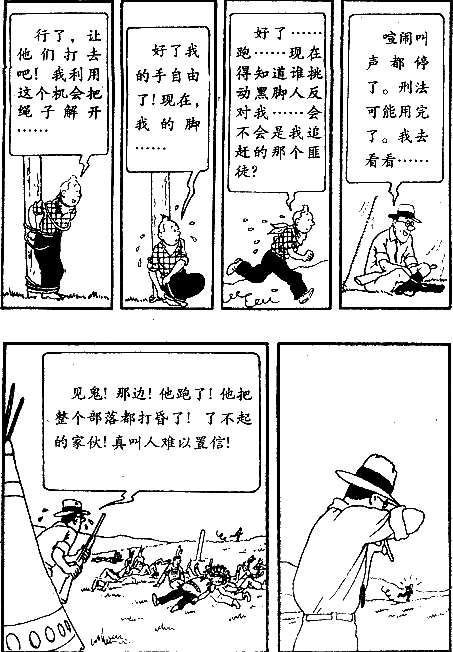 行了，让
他们打去
吧！我利用
这个机会把
绳子解开
……
好了我
的手自由
了！现在，
我的脚
……
好了……
跑……现在
得知道谁挑
动黑脚人反
对我……会
不会是我追
赶的那个匪
徒？
喧闹叫
声都停
了。刑法
可能用完
了。我去
看看……
见鬼！那边！他跑了！他把
整个部落都打昏了！了不起
的家伙！真叫人难以置信！